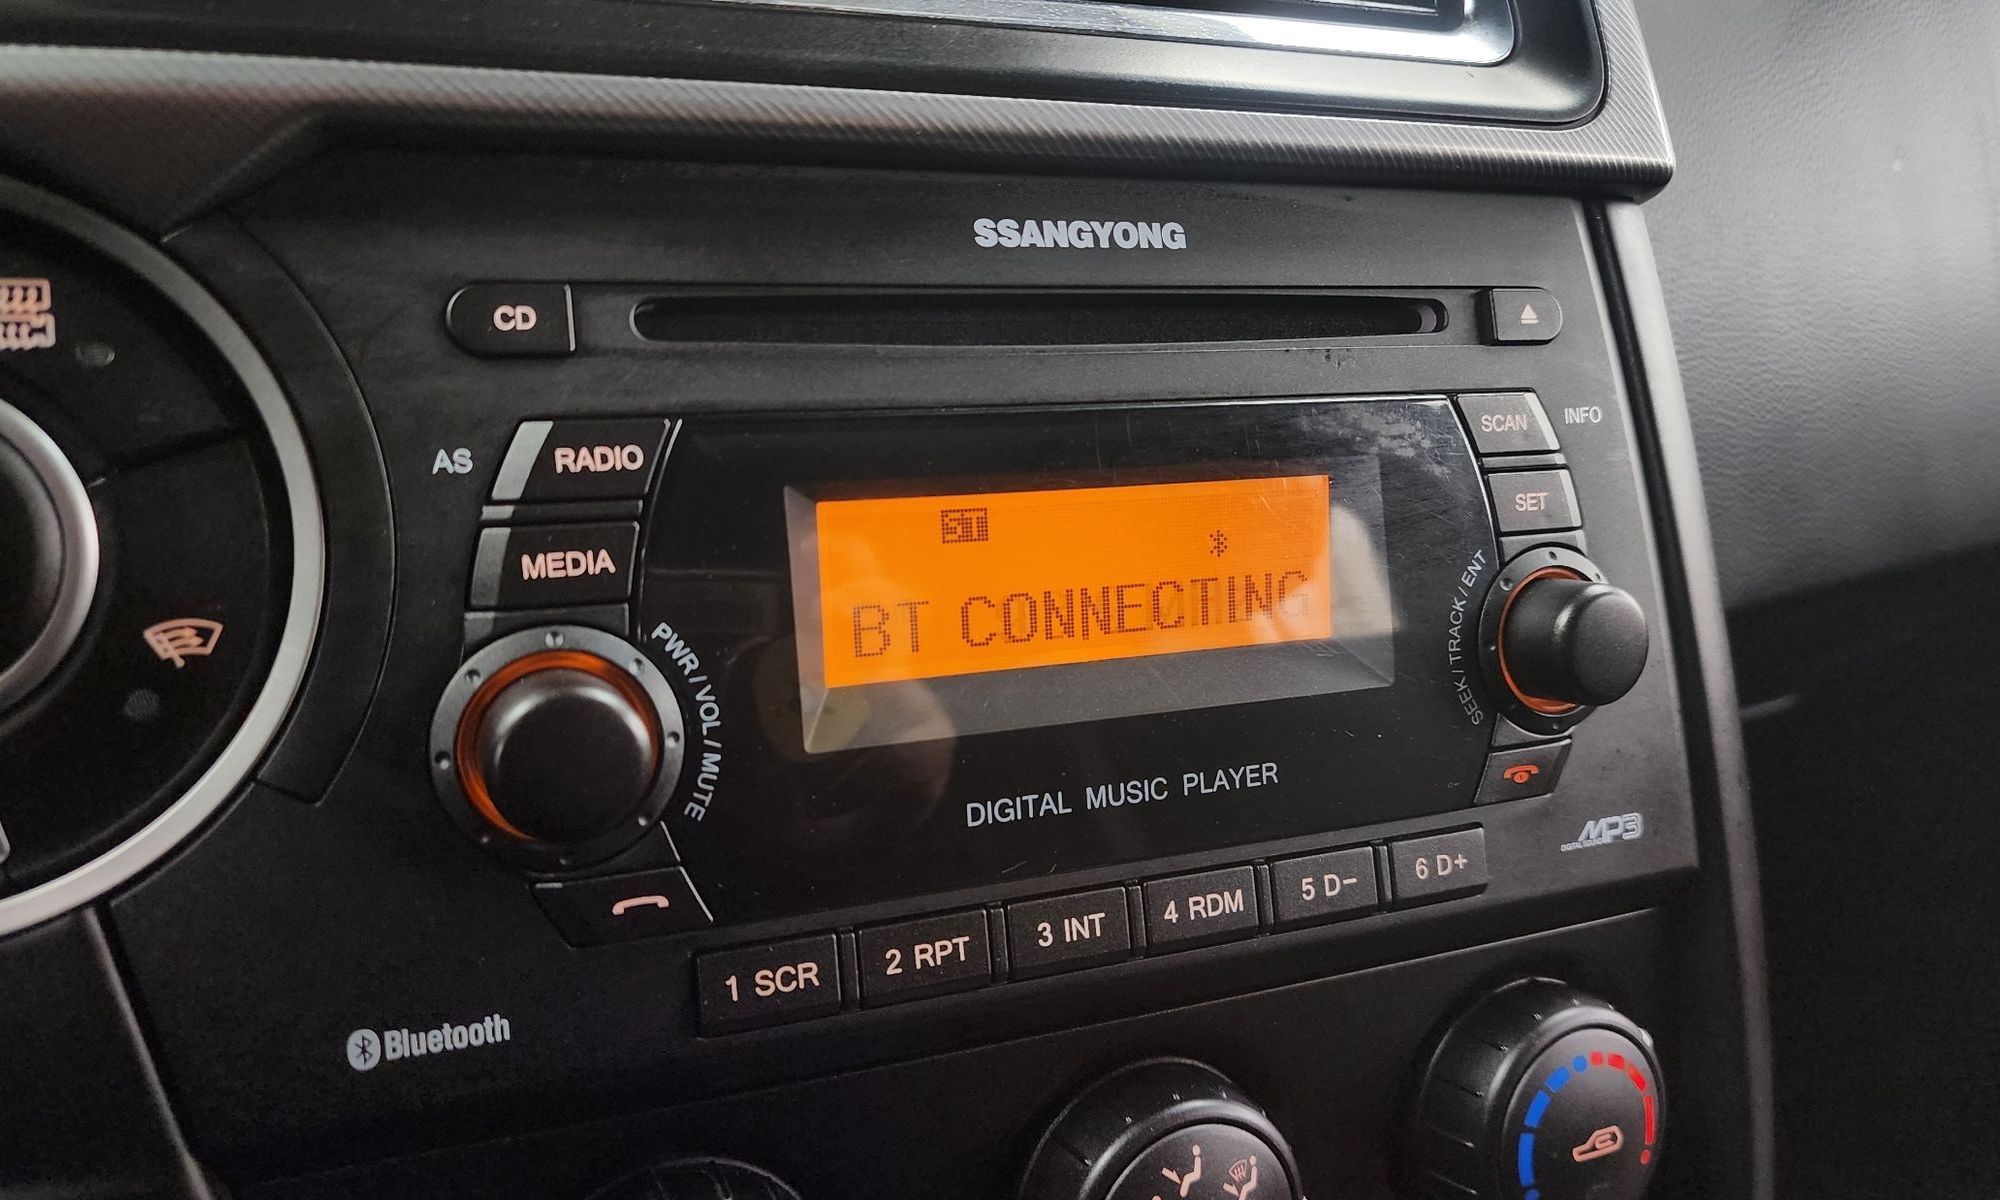 SSANGYONG
CD
AS
RADIO
SCAN
INFO
MEDIA
SET
ST
BT CONNECTING
PWR / VOL / MUTE
SEEK / TRACK / ENT
DIGITAL MUSIC PLAYER
MP3
1 SCR
2 RPT
3 INT
4 RDM
5 D-
6 D+
Bluetooth